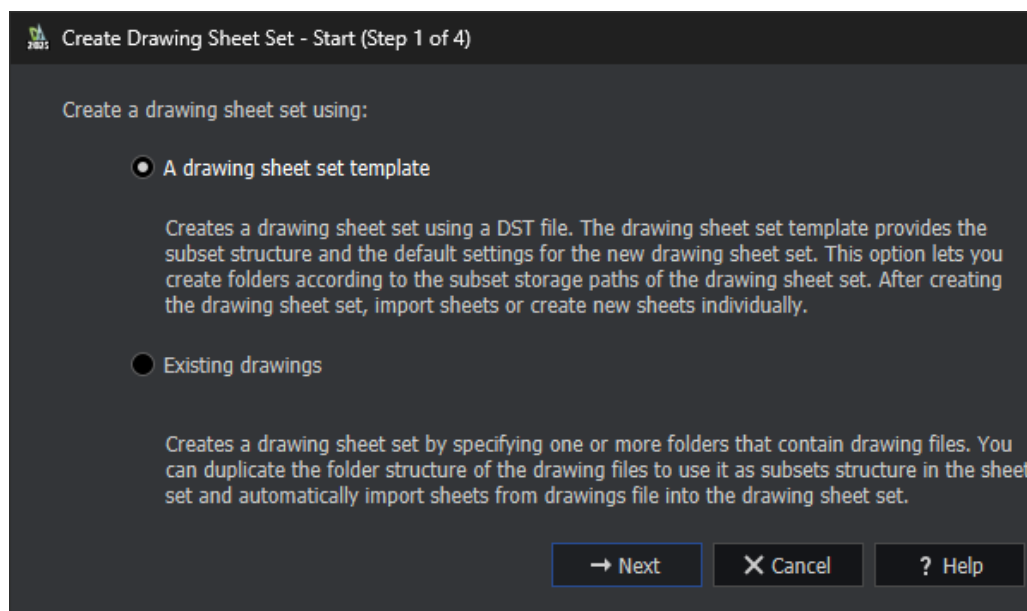 2025
Create Drawing Sheet Set - Start (Step 1 of 4)
Create a drawing sheet set using:
A drawing sheet set template
Creates a drawing sheet set using a DST file. The drawing sheet set template provides the
subset structure and the default settings for the new drawing sheet set. This option lets you
create folders according to the subset storage paths of the drawing sheet set. After creating
the drawing sheet set, import sheets or create new sheets individually.
Existing drawings
Creates a drawing sheet set by specifying one or more folders that contain drawing files. You
can duplicate the folder structure of the drawing files to use it as subsets structure in the sheet
set and automatically import sheets from drawings file into the drawing sheet set.
→ Next
Cancel
? Help